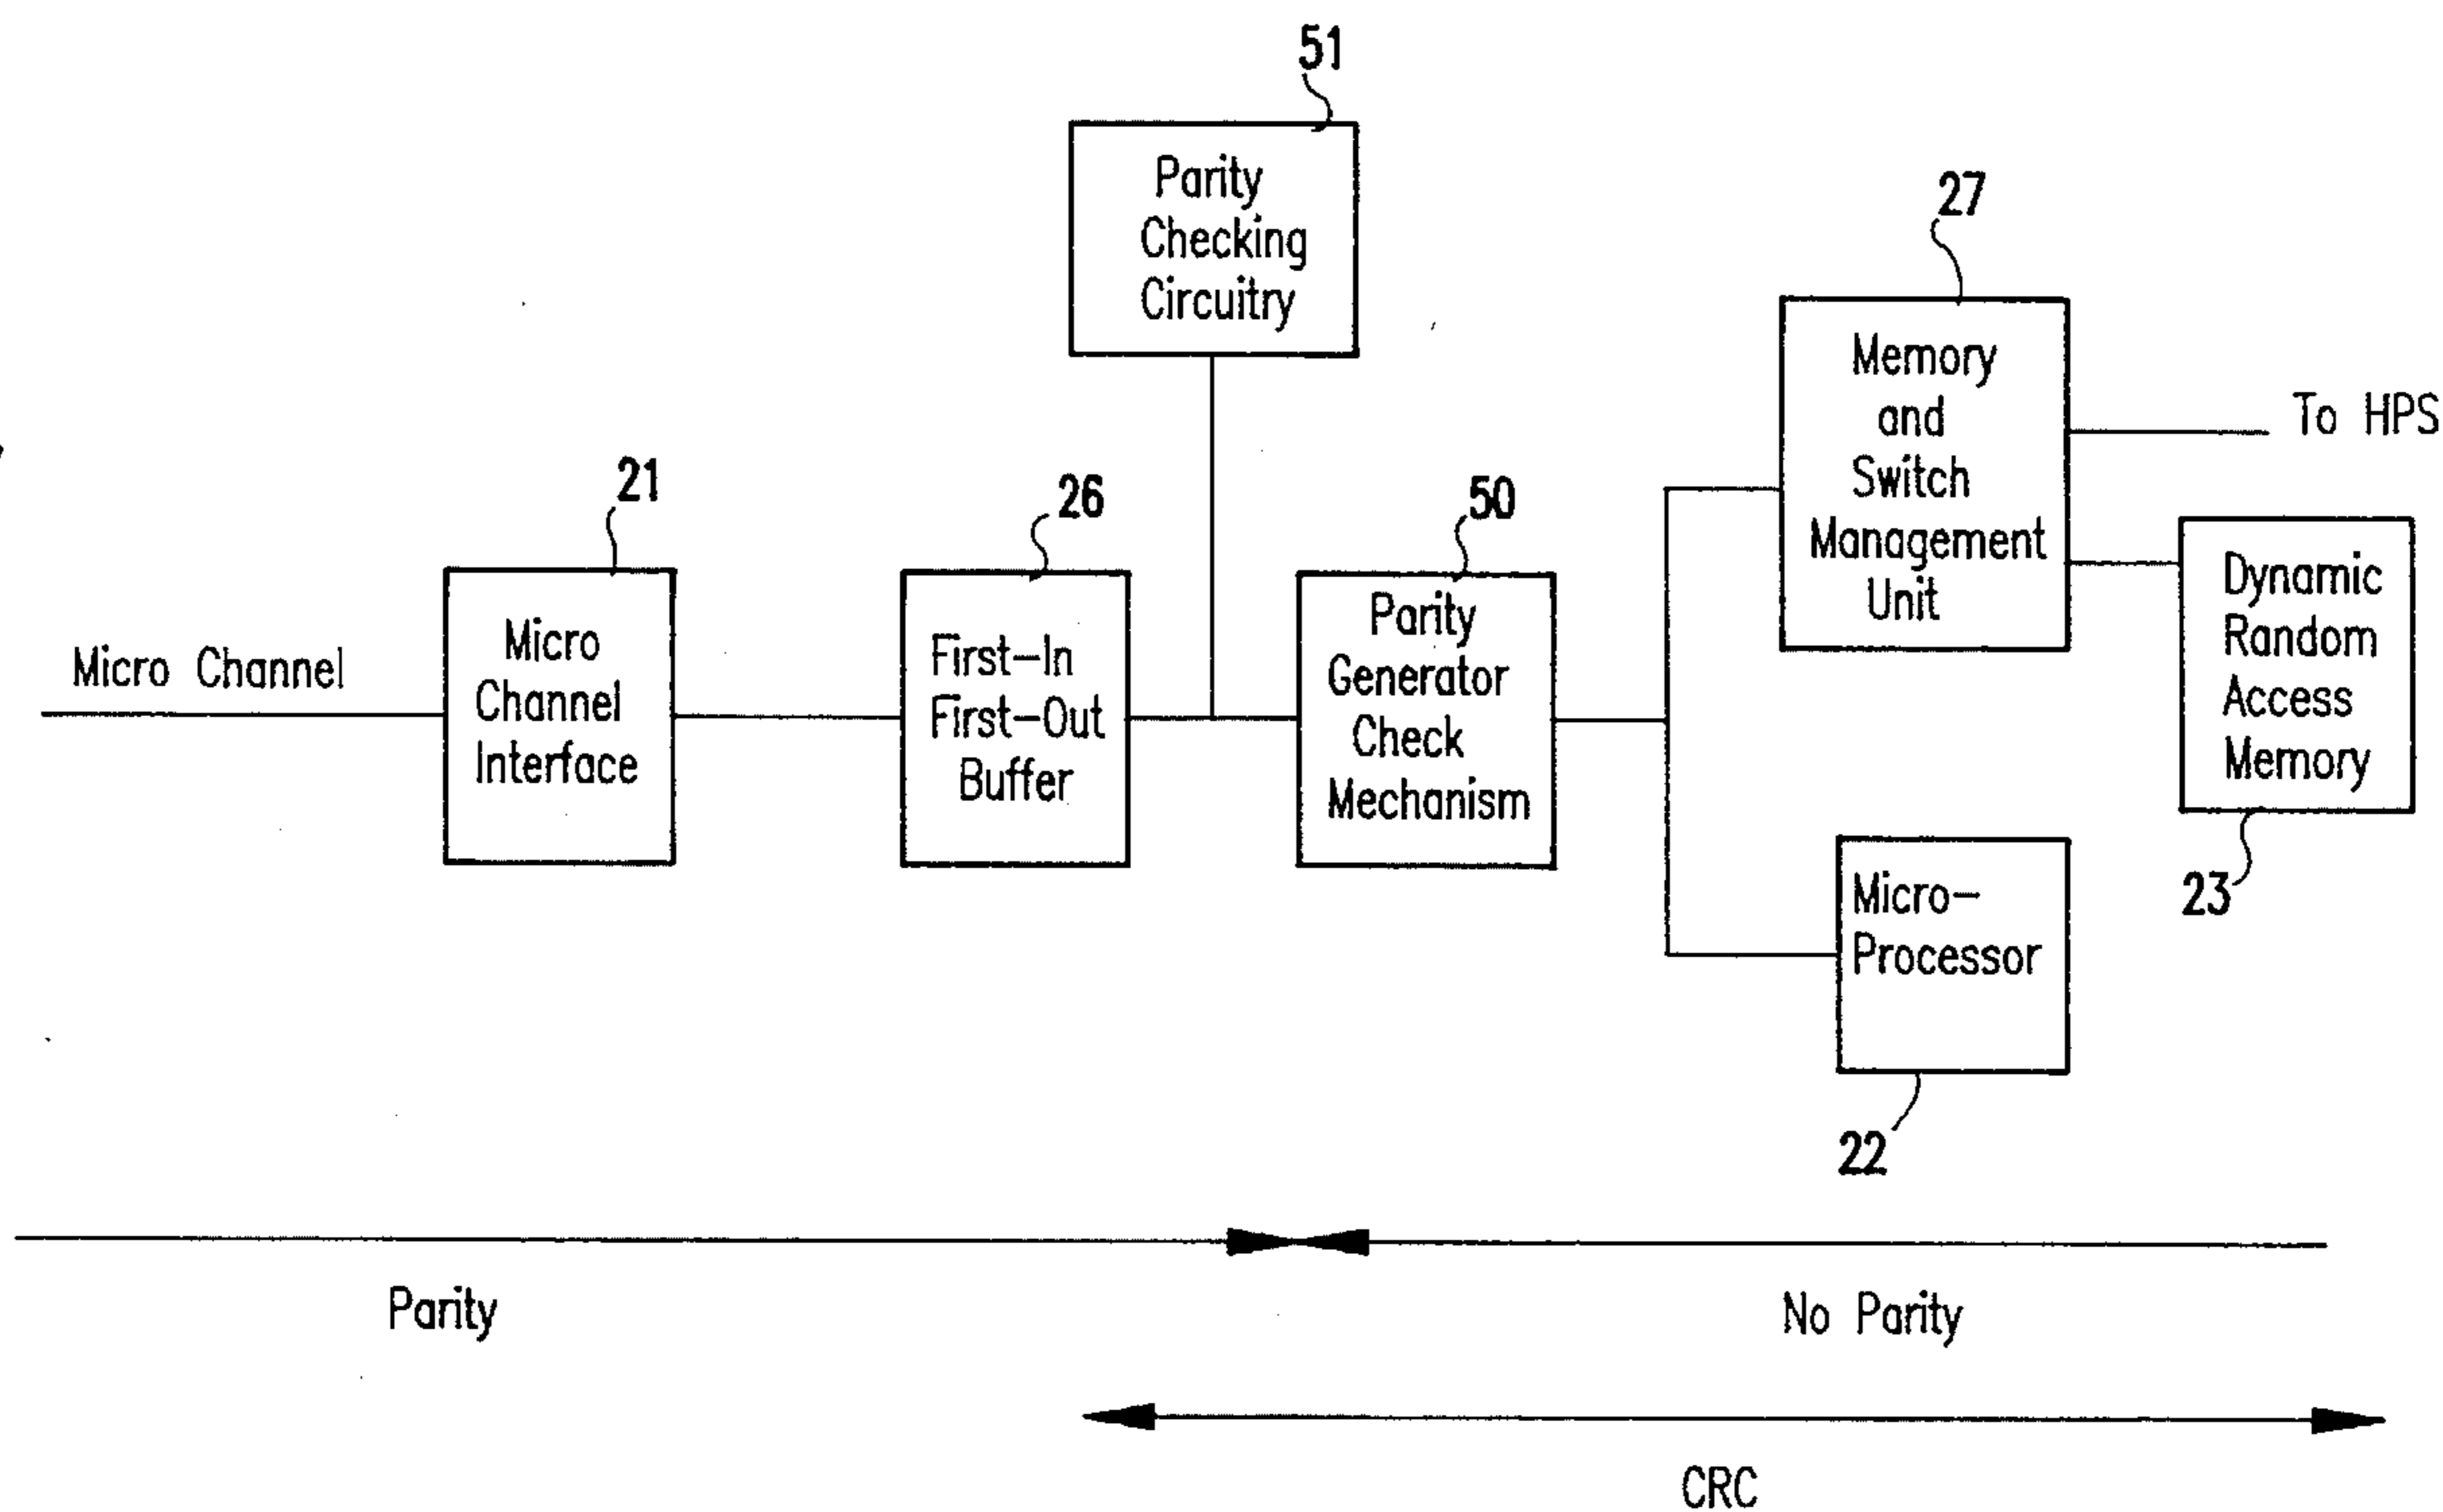 51
Parity
Checking
Circuitry
27
Memory
and
Switch
Management
Unit
To HPS
21
26
50
Micro Channel
Micro
Channel
Interface
First-In
First-Out
Buffer
Parity
Generator
Check
Mechanism
Dynamic
Random
Access
Memory
23
Micro-
Processor
22
Parity
No Parity
CRC